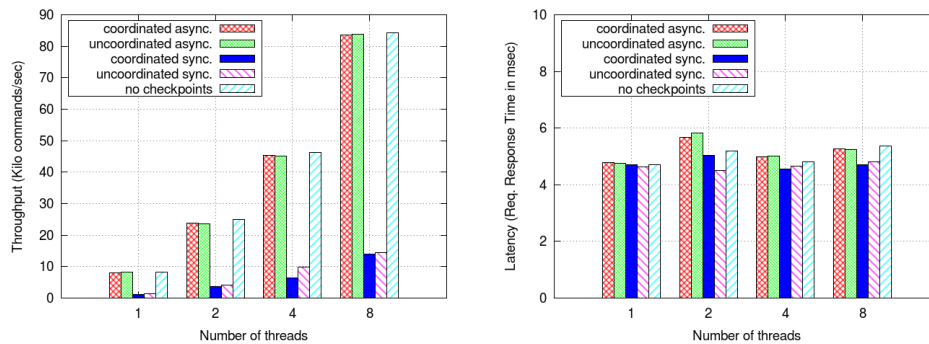 coordinated async.
uncoordinated async.
coordinated sync.
uncoordinated sync.
no checkpoints
90
80
70
60
50
40
30
20
10
0
Throughput (Kilo commands/sec)
1 2 4 8
Number of threads
coordinated async.
uncoordinated async.
coordinated sync.
uncoordinated sync.
no checkpoints
10
8
6
4
2
0
Latency (Req. Response Time in msec)
1 2 4 8
Number of threads